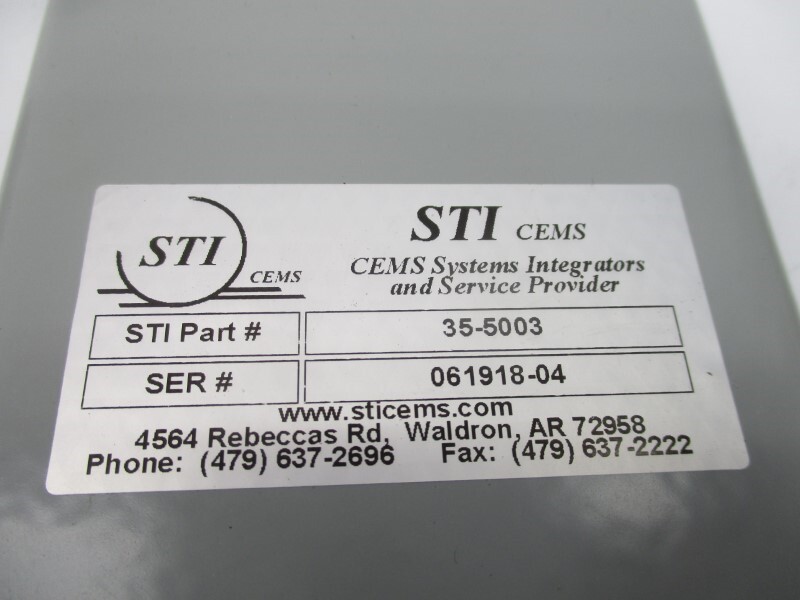 STI CEMS
STI CEMS
CEMS Systems Integrators
and Service Provider
STI Part # 35-5003
SER # 061918-04
www.sticems.com
4564 Rebeccas Rd, Waldron, AR 72958
Phone: (479) 637-2696 Fax: (479) 637-2222